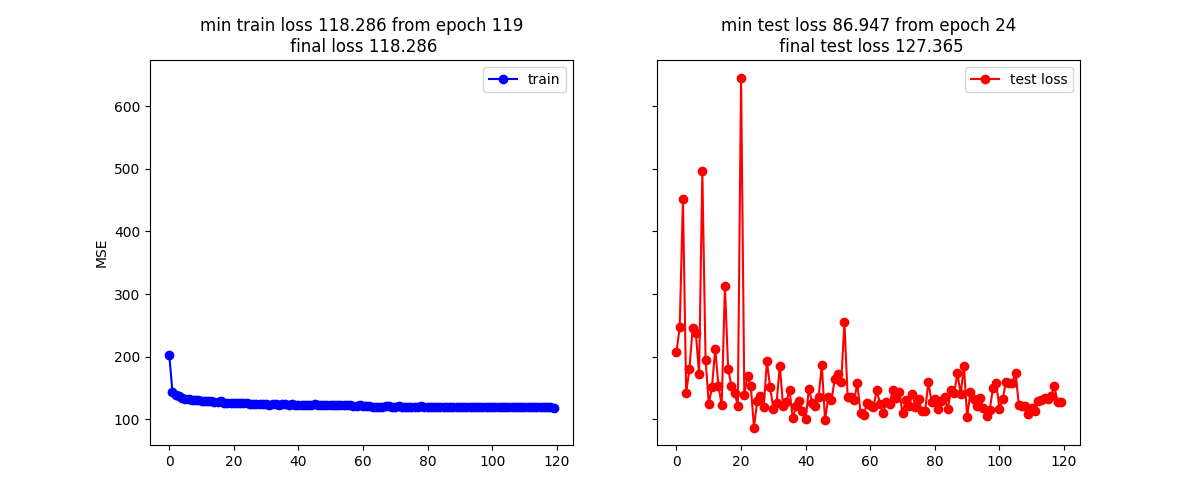 min train loss 118.286 from epoch 119
final loss 118.286
train
MSE
600
500
400
300
200
100
0 20 40 60 80 100 120
min test loss 86.947 from epoch 24
final test loss 127.365
test loss
0 20 40 60 80 100 120